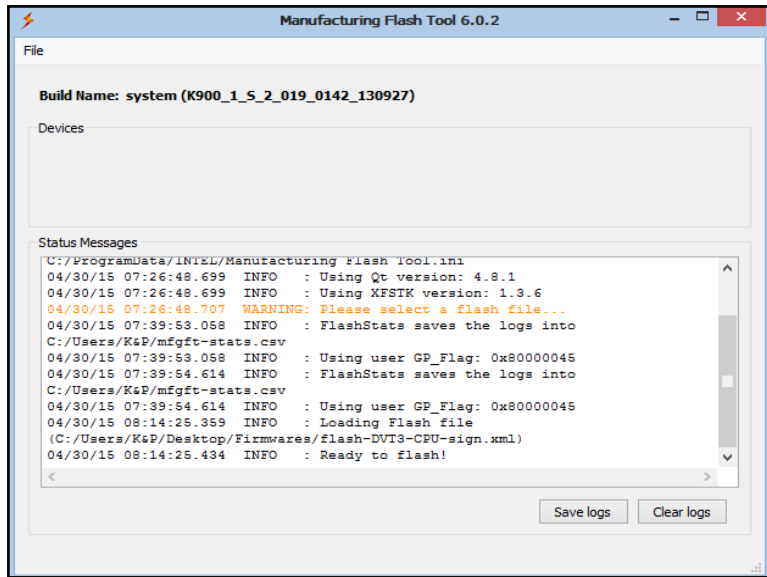 Manufacturing Flash Tool 6.0.2
File
Build Name: system (K900_1_S_2_019_0142_130927)
Devices
Status Messages
C:/ProgramData/INTEL/Manufacturing Flash Tool.ini
04/30/15 07:26:48.699 INFO : Using Qt version: 4.8.1
04/30/15 07:26:48.699 INFO : Using XFSTK version: 1.3.6
04/30/15 07:26:48.707 WARNING: Please select a flash file...
04/30/15 07:39:53.058 INFO : FlashStats saves the logs into
C:/Users/K&P/mfgft-stats.csv
04/30/15 07:39:53.058 INFO : Using user GP_Flag: 0x80000045
04/30/15 07:39:54.614 INFO : FlashStats saves the logs into
C:/Users/K&P/mfgft-stats.csv
04/30/15 07:39:54.614 INFO : Using user GP_Flag: 0x80000045
04/30/15 08:14:25.359 INFO : Loading Flash file
(C:/Users/K&P/Desktop/Firmwares/flash-DVT3-CPU-sign.xml)
04/30/15 08:14:25.434 INFO : Ready to flash!
Save logs
Clear logs